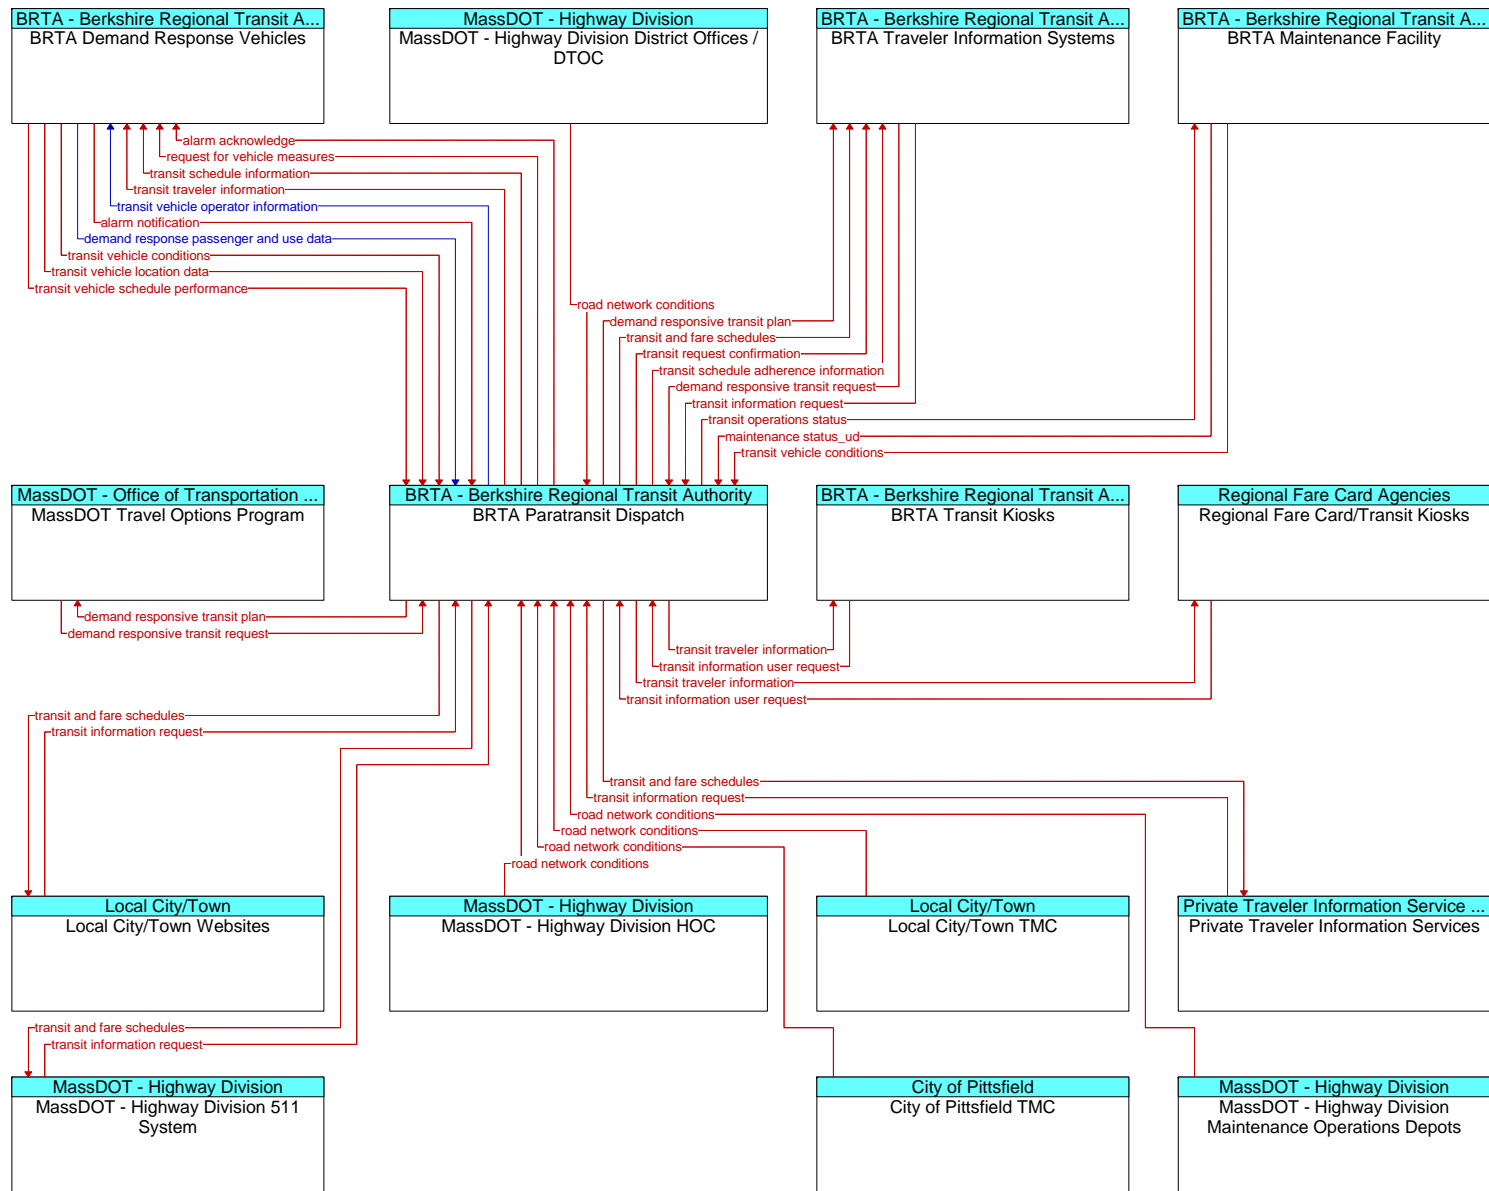 BRTA - Berkshire Regional Transit A...
BRTA Demand Response Vehicles
MassDOT - Highway Division
MassDOT - Highway Division District Offices /
DTOC
BRTA - Berkshire Regional Transit A...
BRTA Traveler Information Systems
BRTA - Berkshire Regional Transit A...
BRTA Maintenance Facility
alarm acknowledge
request for vehicle measures
transit schedule information
transit traveler information
transit vehicle operator information
alarm notification
demand response passenger and use data
transit vehicle conditions
transit vehicle location data
transit vehicle schedule performance
road network conditions
demand responsive transit plan
transit and fare schedules
transit request confirmation
transit schedule adherence information
demand responsive transit request
transit information request
transit operations status
maintenance status_ud
transit vehicle conditions
MassDOT - Office of Transportation ...
MassDOT Travel Options Program
BRTA - Berkshire Regional Transit Authority
BRTA Paratransit Dispatch
BRTA - Berkshire Regional Transit A...
BRTA Transit Kiosks
Regional Fare Card Agencies
Regional Fare Card/Transit Kiosks
demand responsive transit plan
demand responsive transit request
transit traveler information
transit information user request
transit traveler information
transit information user request
transit and fare schedules
transit information request
transit and fare schedules
transit information request
road network conditions
road network conditions
road network conditions
road network conditions
Local City/Town
Local City/Town Websites
MassDOT - Highway Division
MassDOT - Highway Division HOC
Local City/Town
Local City/Town TMC
Private Traveler Information Service ...
Private Traveler Information Services
transit and fare schedules
transit information request
MassDOT - Highway Division
MassDOT - Highway Division 511
System
City of Pittsfield
City of Pittsfield TMC
MassDOT - Highway Division
MassDOT - Highway Division
Maintenance Operations Depots